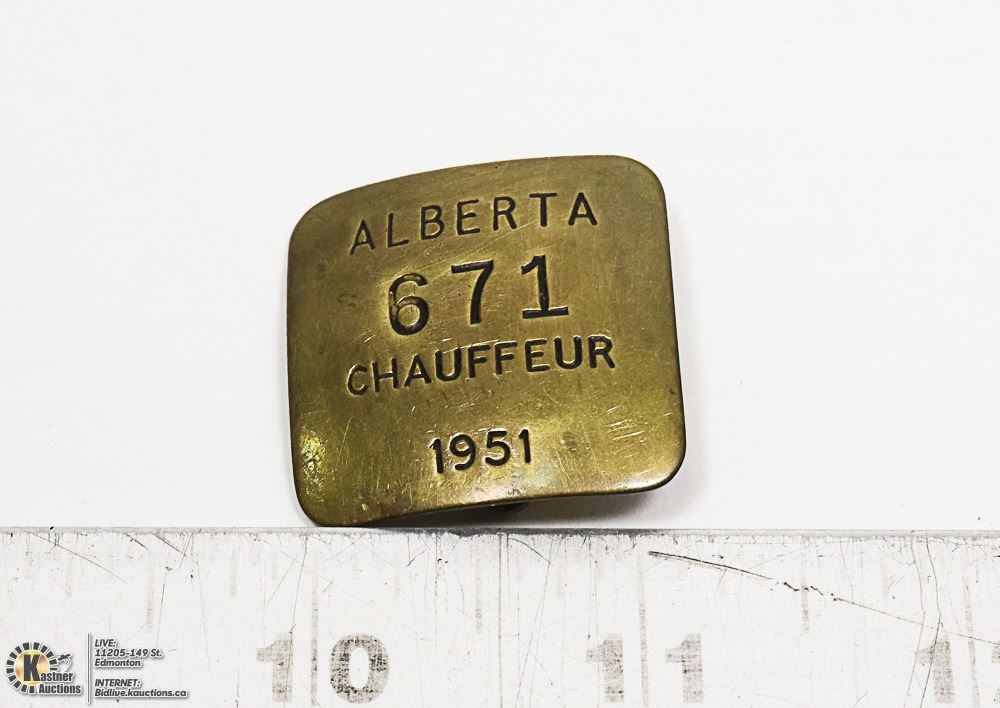 ALBERTA
671
CHAUFFEUR
1951
10 11
Kastner
Auctions
LIVE:
11205-149 St.
Edmonton
INTERNET:
Bidlive.kauctions.ca